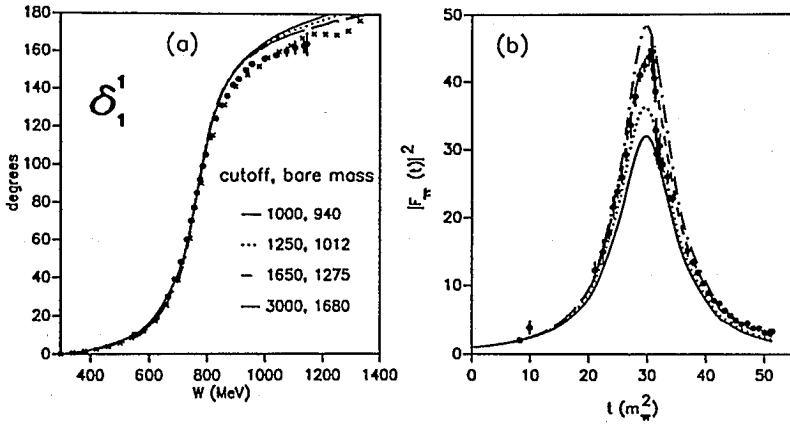 180
160
140
120
100
80
60
40
20
0
degrees
(a)
δ₁¹
cutoff, bare mass
1000, 940
1250, 1012
1650, 1275
3000, 1680
400 600 800 1000 1200 1400
W (MeV)
50
40
30
20
10
0
|F_π (t)|²
(b)
0 10 20 30 40 50
t (m_π²)